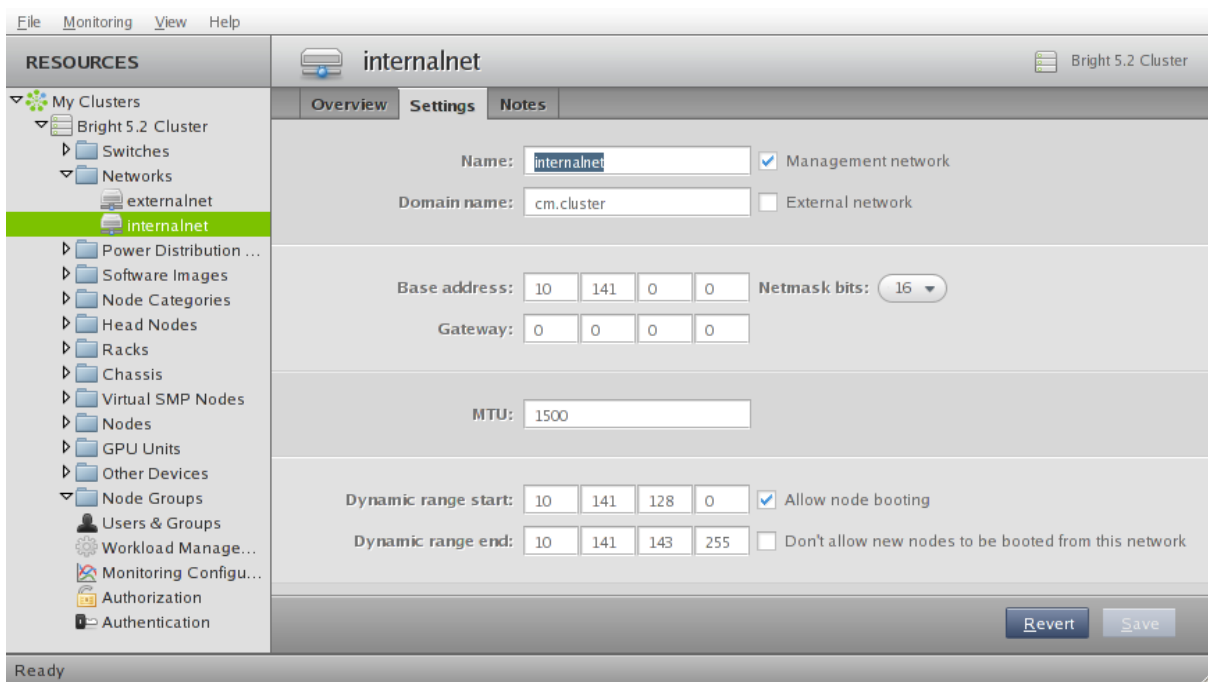 File Monitoring View Help
RESOURCES
internalnet
Bright 5.2 Cluster
My Clusters
Bright 5.2 Cluster
Switches
Networks
externalnet
internalnet
Power Distribution ...
Software Images
Node Categories
Head Nodes
Racks
Chassis
Virtual SMP Nodes
Nodes
GPU Units
Other Devices
Node Groups
Users & Groups
Workload Manage...
Monitoring Configu...
Authorization
Authentication
Overview Settings Notes
Name: internalnet Management network
Domain name: cm.cluster External network
Base address: 10 141 0 0 Netmask bits: 16
Gateway: 0 0 0 0
MTU: 1500
Dynamic range start: 10 141 128 0 Allow node booting
Dynamic range end: 10 141 143 255 Don't allow new nodes to be booted from this network
Revert Save
Ready